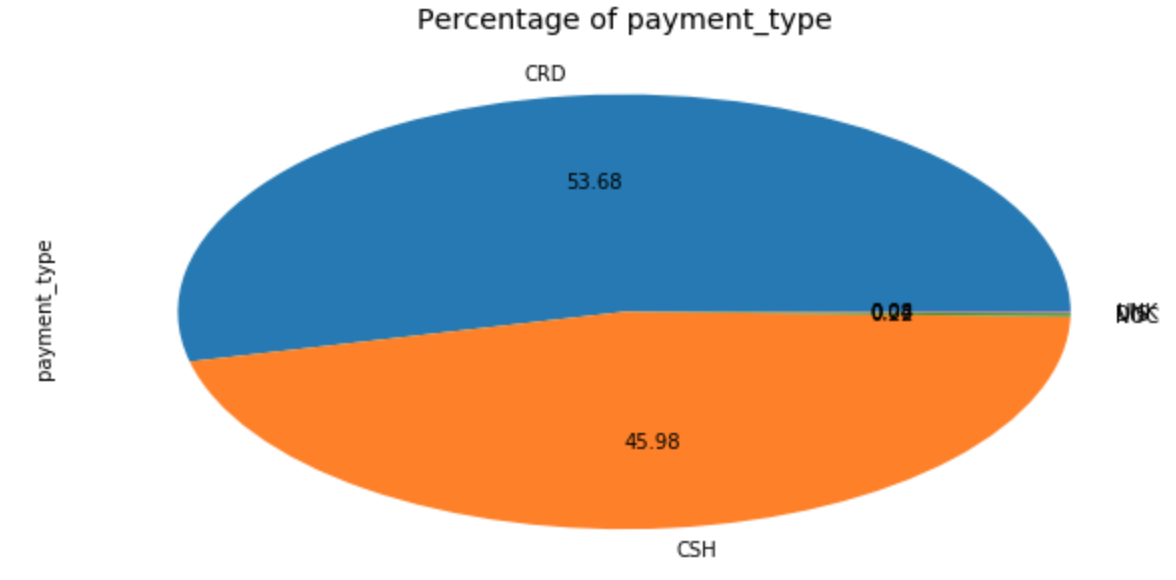 Percentage of payment_type
CRD
53.68
payment_type
45.98
CSH